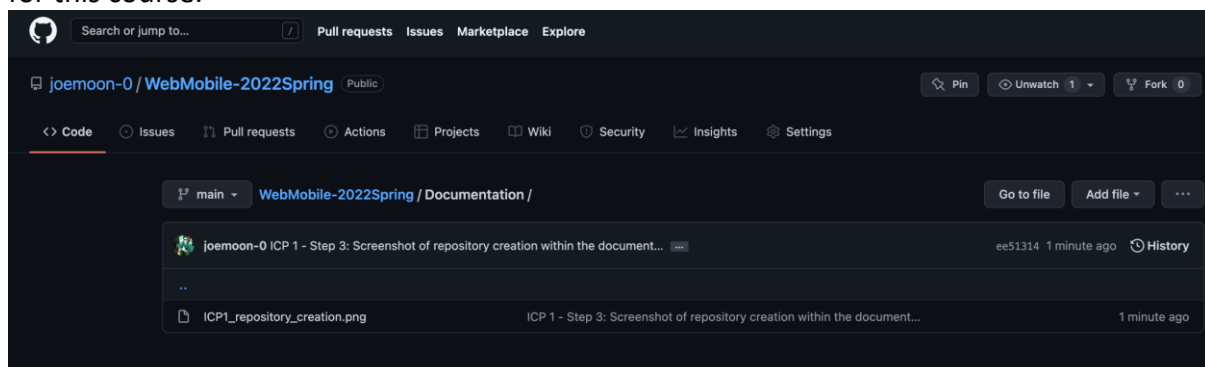 for this course.
Search or jump to... / Pull requests Issues Marketplace Explore
joemoon-0 / WebMobile-2022Spring Public Pin Unwatch 1 Fork 0
<> Code Issues Pull requests Actions Projects Wiki Security Insights Settings
main WebMobile-2022Spring / Documentation / Go to file Add file ...
joemoon-0 ICP 1 - Step 3: Screenshot of repository creation within the document... ... ee51314 1 minute ago History
..
ICP1_repository_creation.png ICP 1 - Step 3: Screenshot of repository creation within the document... 1 minute ago